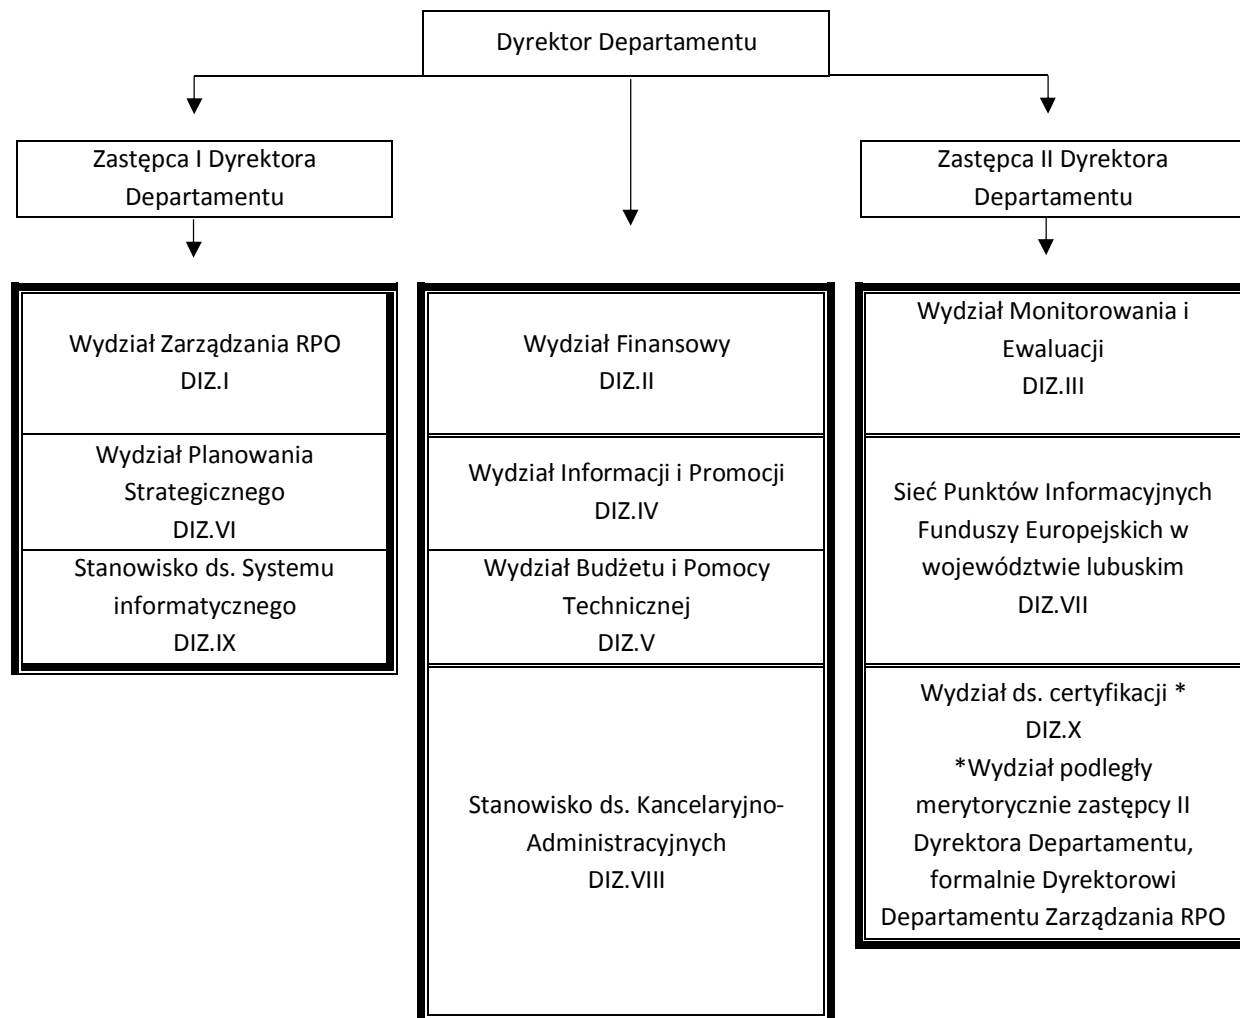 Dyrektor Departamentu
Zastępca I Dyrektora
Departamentu
Zastępca II Dyrektora
Departamentu
Wydział Zarządzania RPO
DIZ.I
Wydział Planowania
Strategicznego
DIZ.VI
Stanowisko ds. Systemu
informatycznego
DIZ.IX
Wydział Finansowy
DIZ.II
Wydział Informacji i Promocji
DIZ.IV
Wydział Budżetu i Pomocy
Technicznej
DIZ.V
Stanowisko ds. Kancelaryjno-
Administracyjnych
DIZ.VIII
Wydział Monitorowania i
Ewaluacji
DIZ.III
Sieć Punktów Informacyjnych
Funduszy Europejskich w
województwie lubuskim
DIZ.VII
Wydział ds. certyfikacji *
DIZ.X
*Wydział podległy
merytorycznie zastępcy II
Dyrektora Departamentu,
formalnie Dyrektorowi
Departamentu Zarządzania RPO